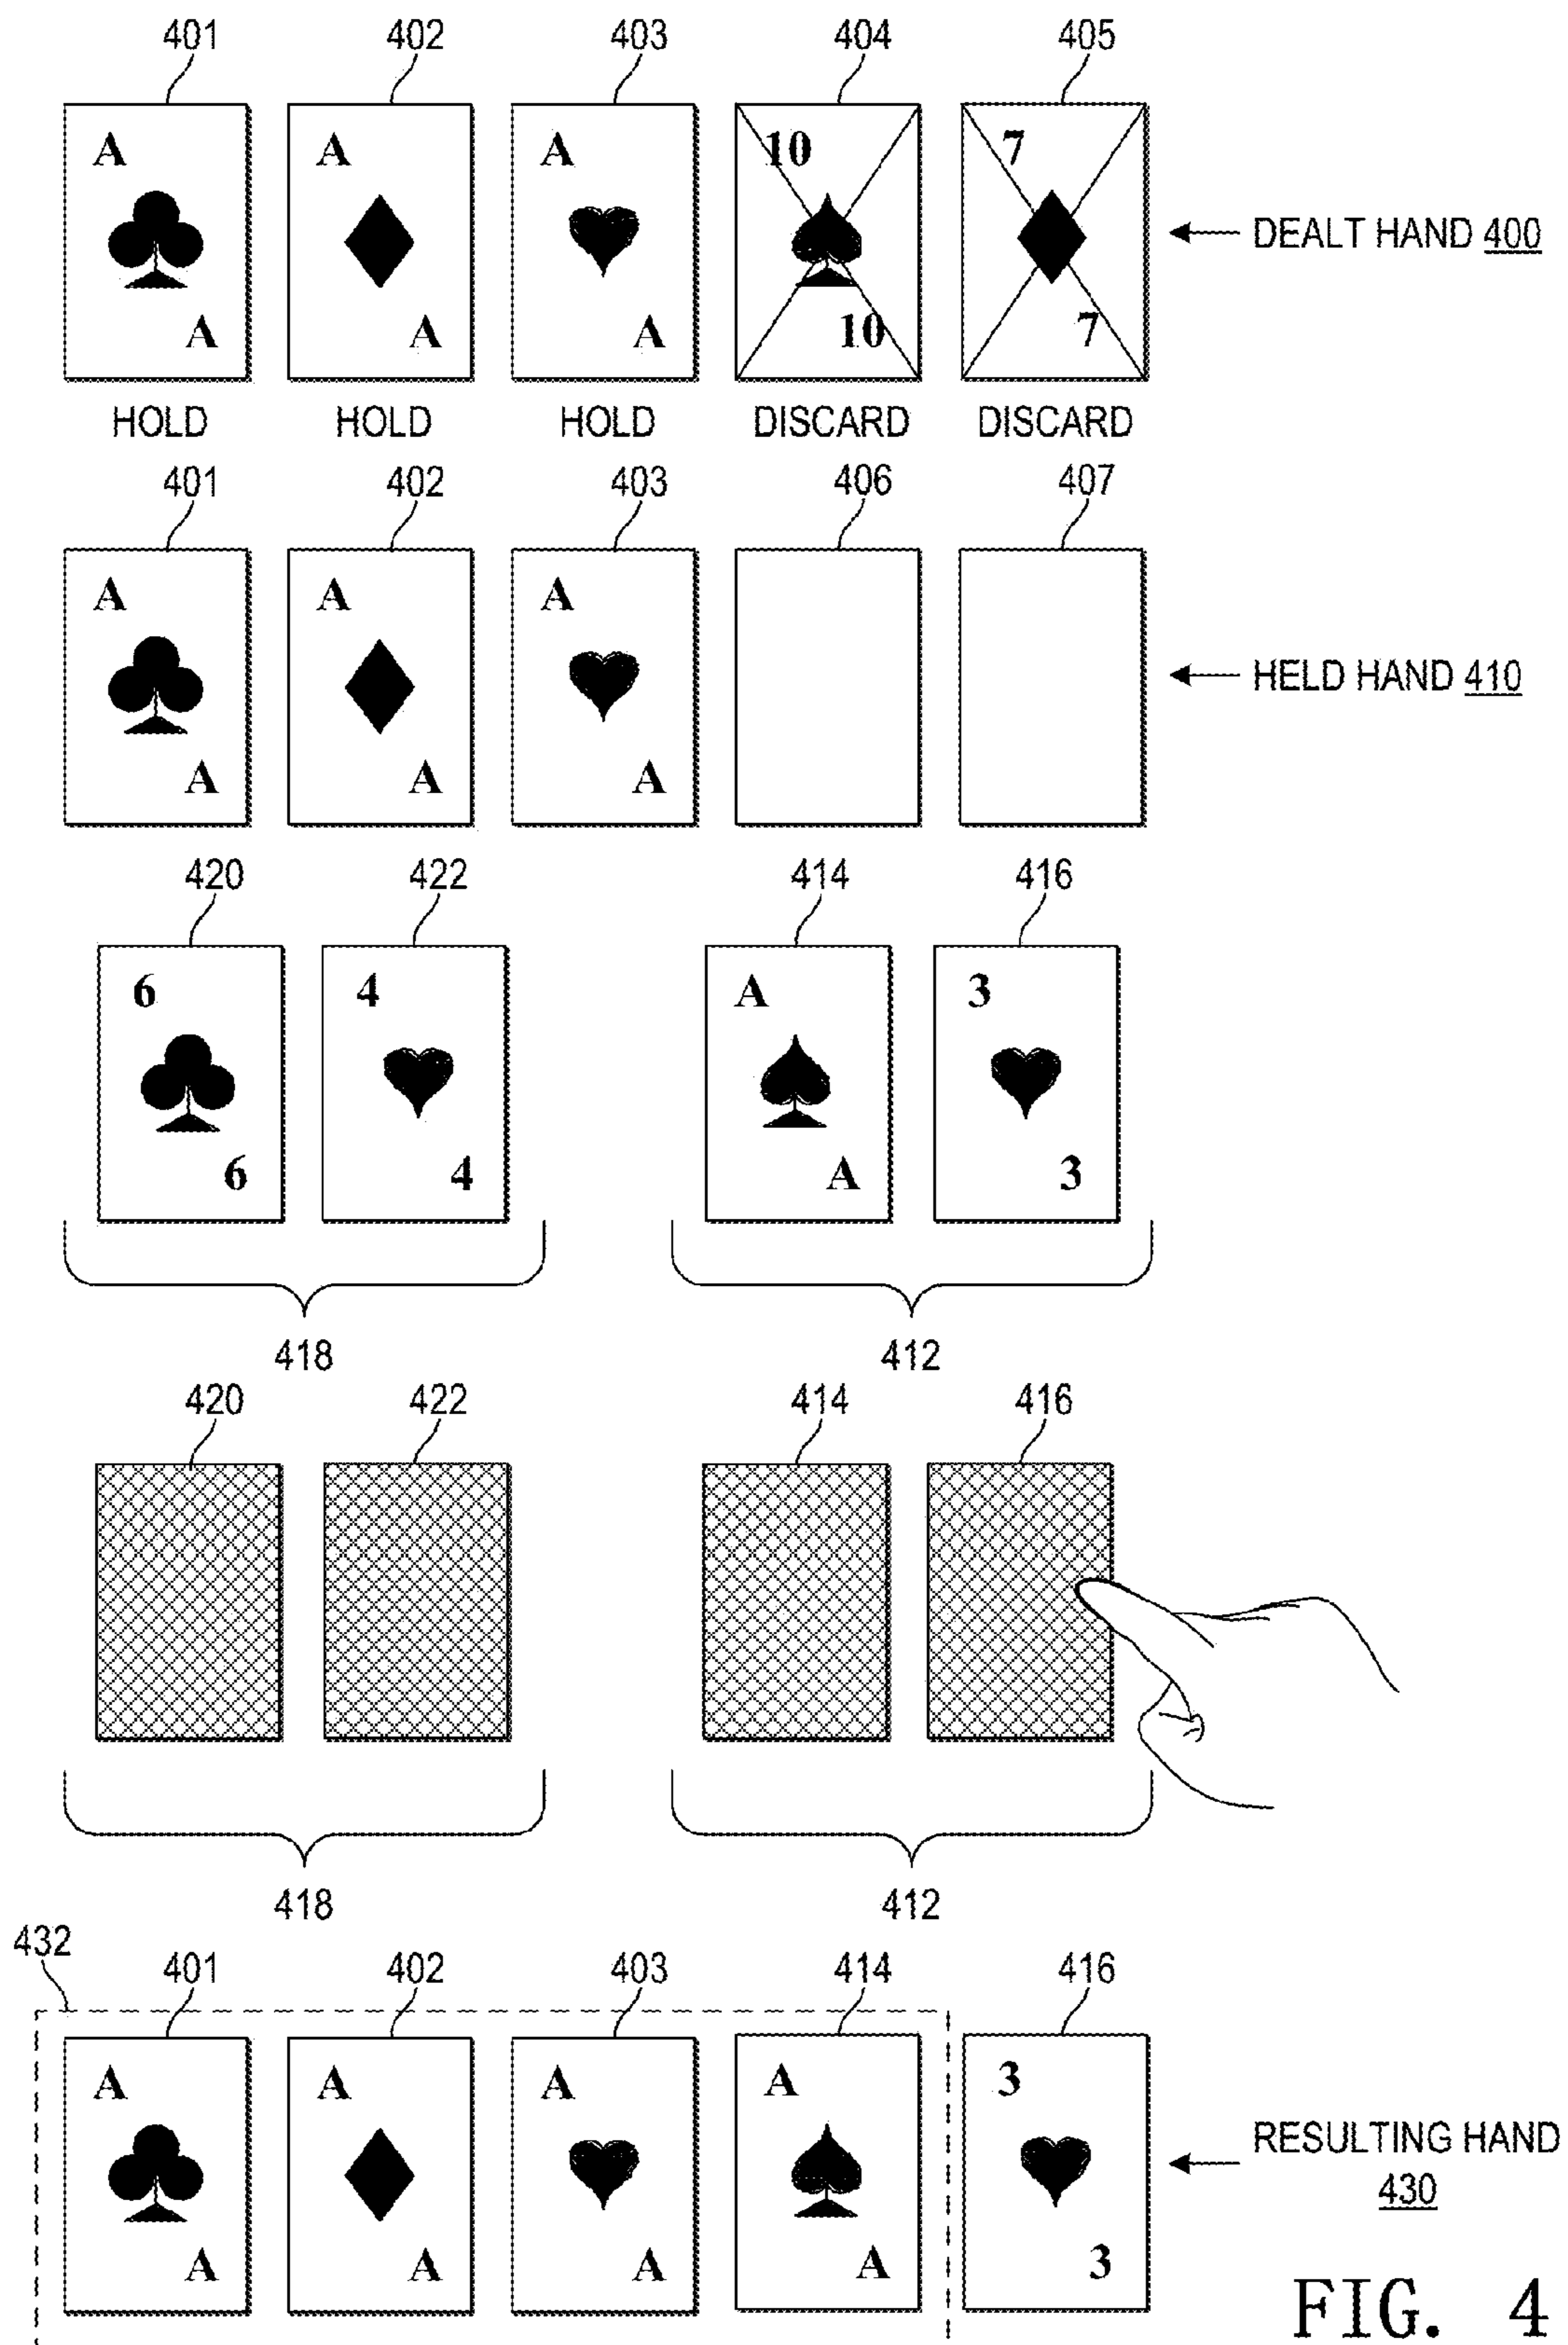 401 402 403 404 405
A A A 10 7
DEALT HAND 400
A A A 10 7
HOLD HOLD HOLD DISCARD DISCARD
401 402 403 406 407
A A A
HELD HAND 410
A A A
420 422 414 416
6 4 A 3
6 4 A 3
418 412
420 422 414 416
418 412
432
401 402 403 414 416
A A A A 3
RESULTING HAND
430
A A A A 3
FIG. 4